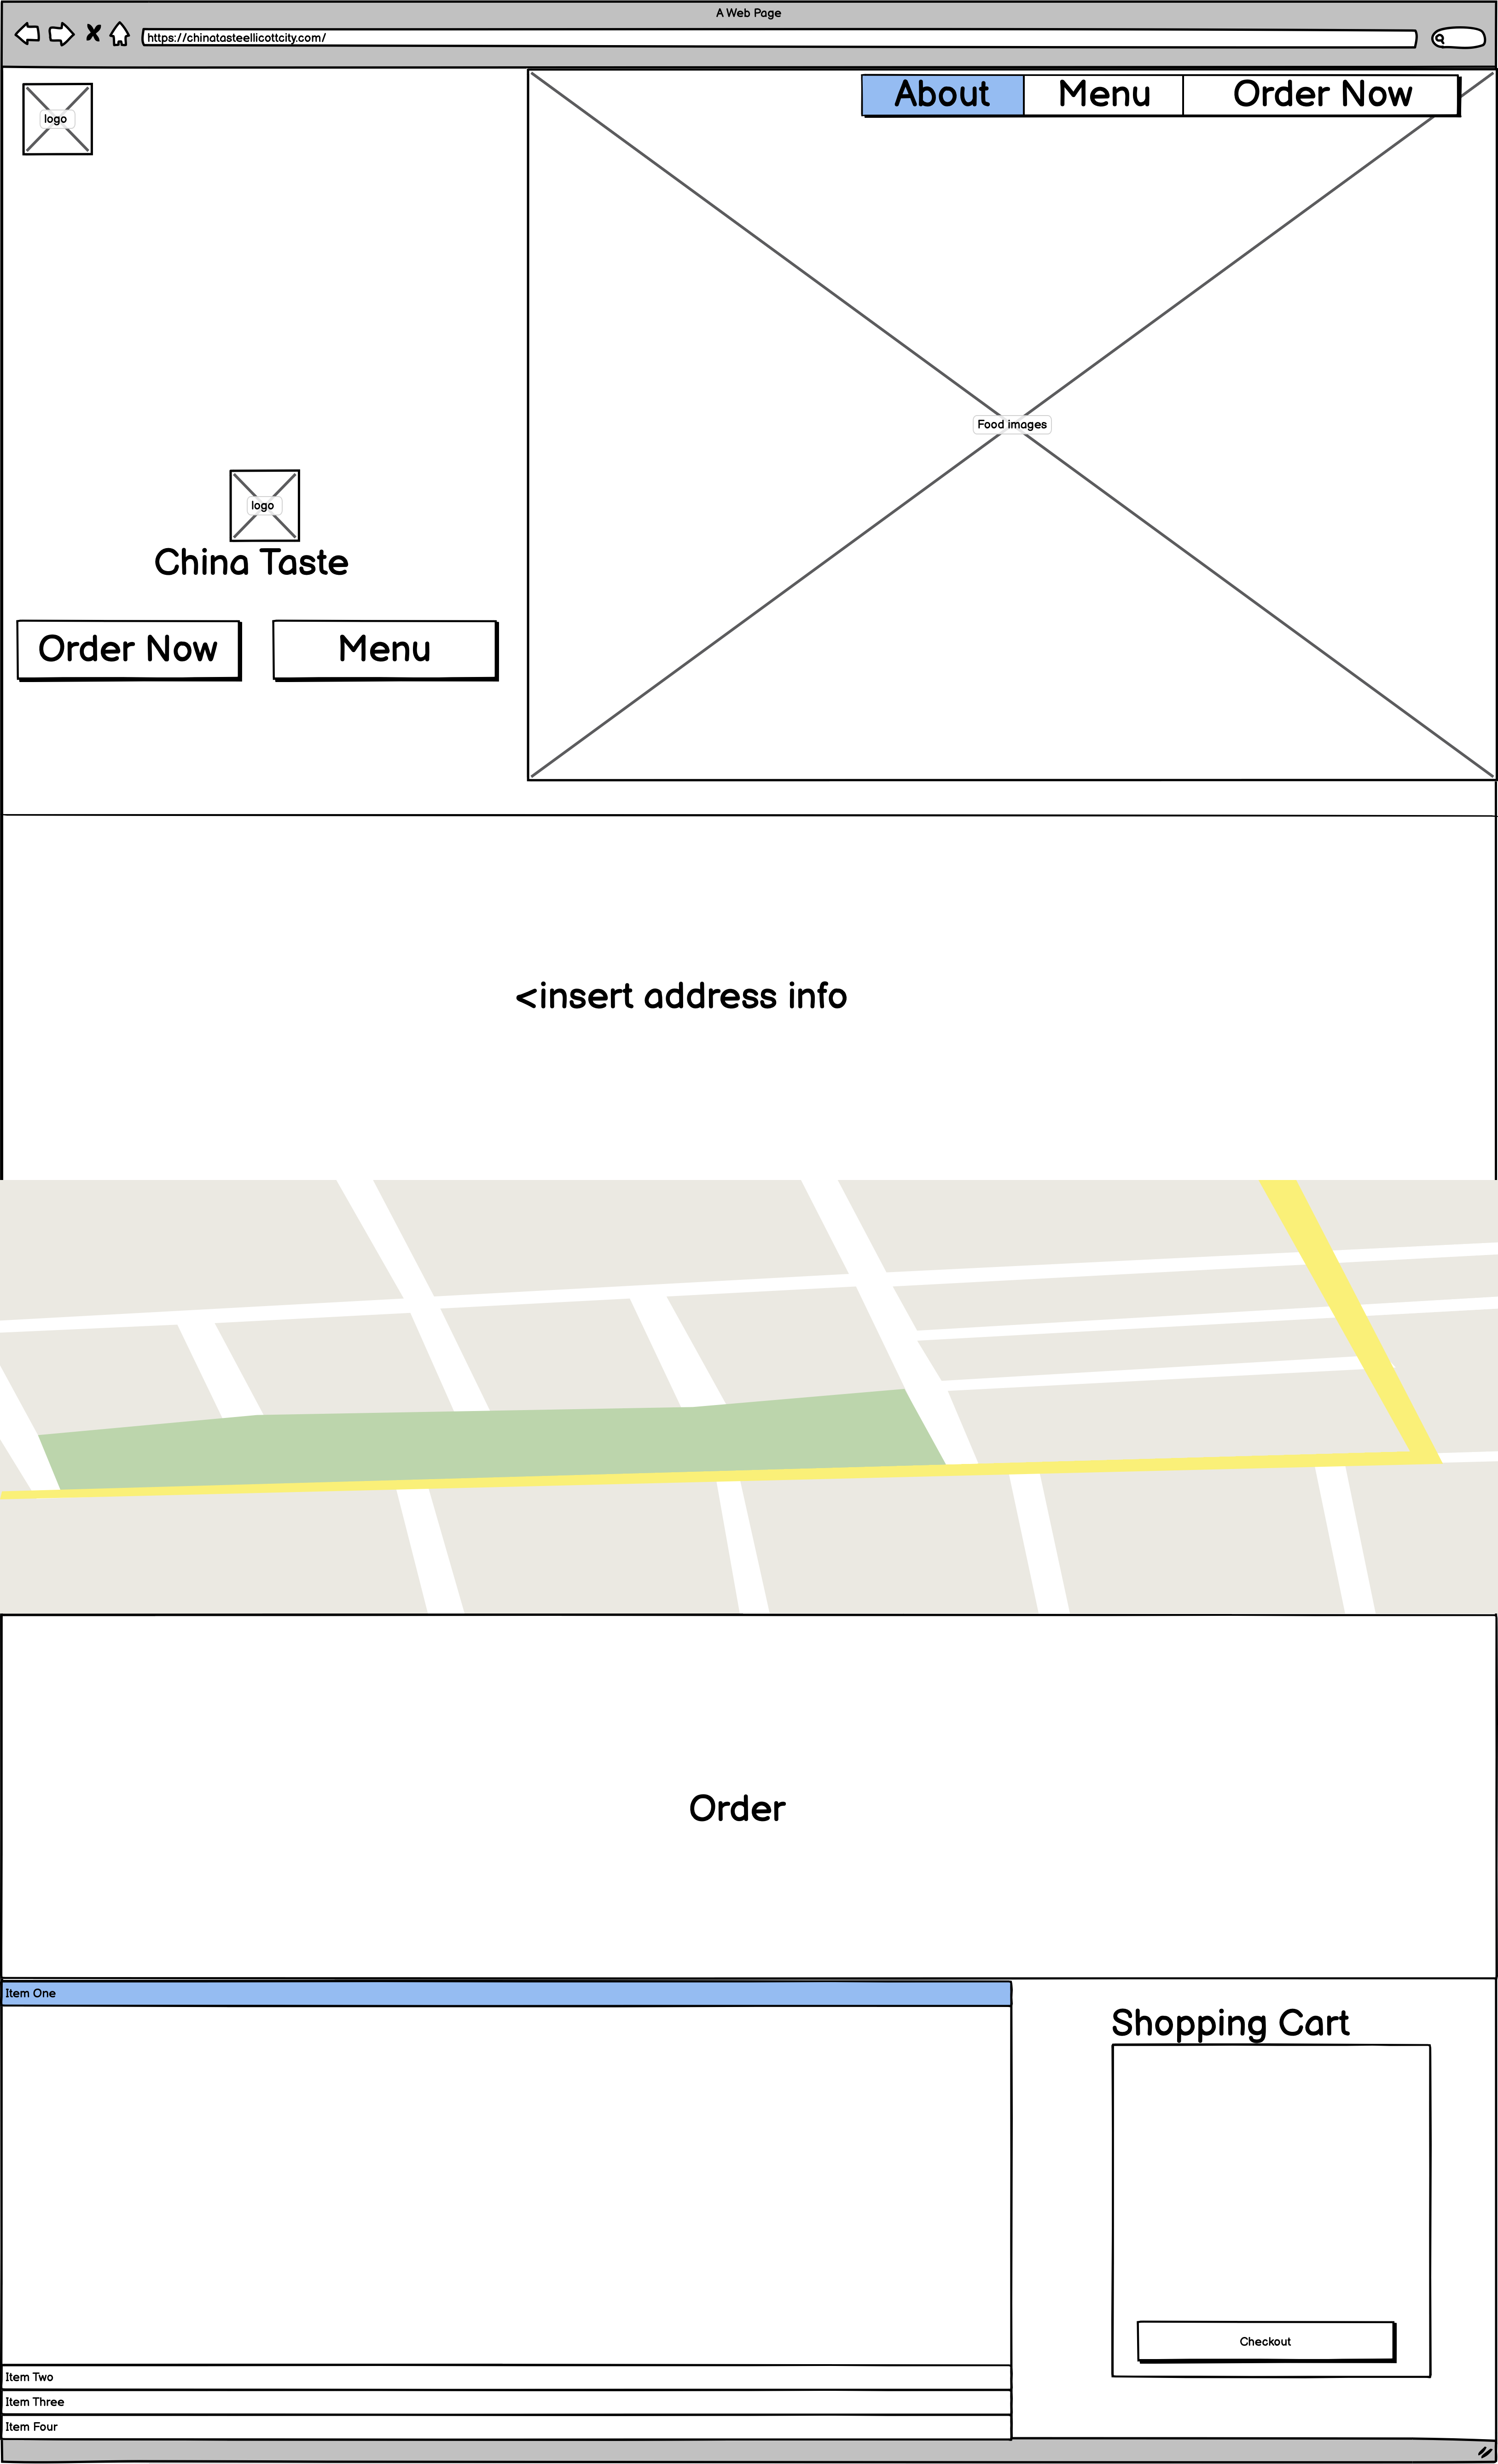 A Web Page
https://chinatasteellicottcity.com/
logo
About
Menu
Order Now
Food images
logo
China Taste
Order Now
Menu
<insert address info
Order
Item One
Shopping Cart
Checkout
Item Two
Item Three
Item Four